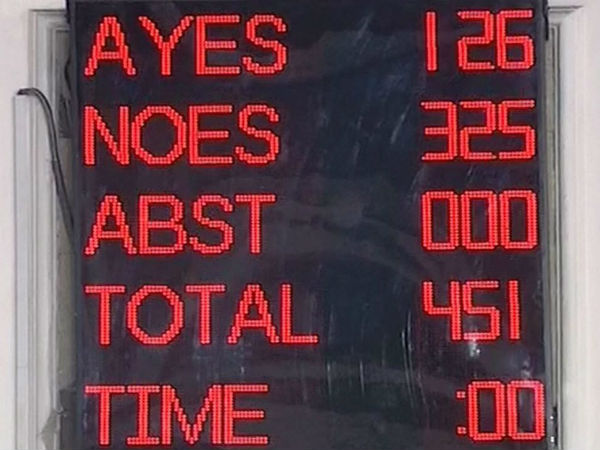 AYES 126
NOES 325
ABST 000
TOTAL 451
TIME :00